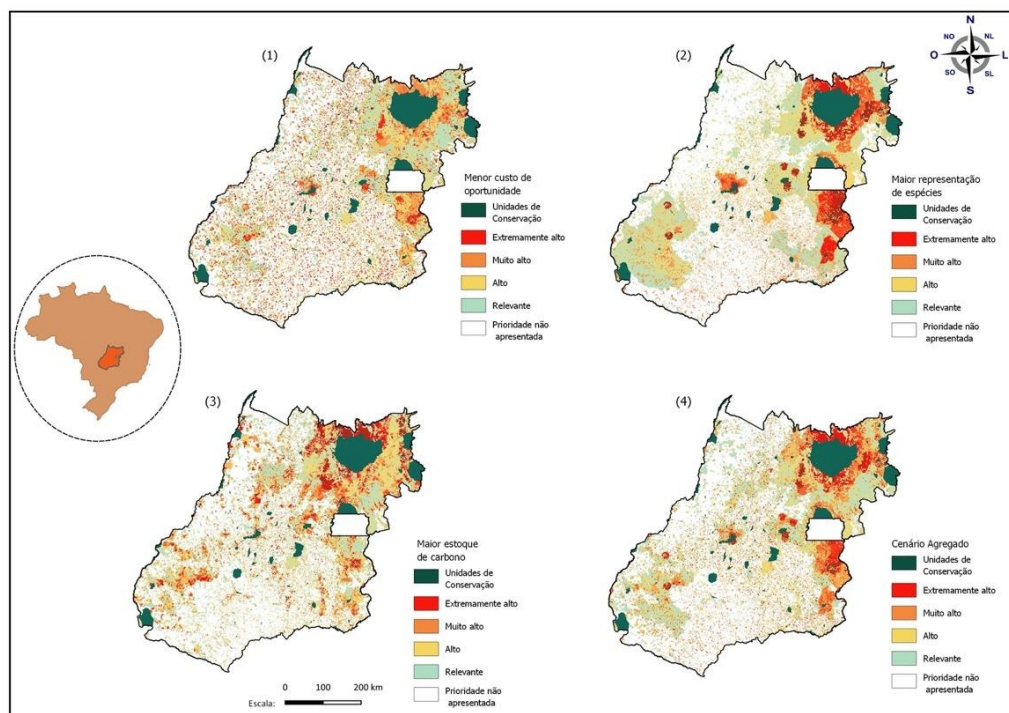 N
NO
NL
O
L
SO
SL
S
(1)
Menor custo de
oportunidade
Unidades de
Conservação
Extremamente alto
Muito alto
Alto
Relevante
Prioridade não
apresentada
(2)
Maior representação
de espécies
Unidades de
Conservação
Extremamente alto
Muito alto
Alto
Relevante
Prioridade não
apresentada
(3)
Maior estoque
de carbono
Unidades de
Conservação
Extremamente alto
Muito alto
Alto
Relevante
Prioridade não
apresentada
0 100 200 km
Escala:
(4)
Cenário Agregado
Unidades de
Conservação
Extremamente alto
Muito alto
Alto
Relevante
Prioridade não
apresentada